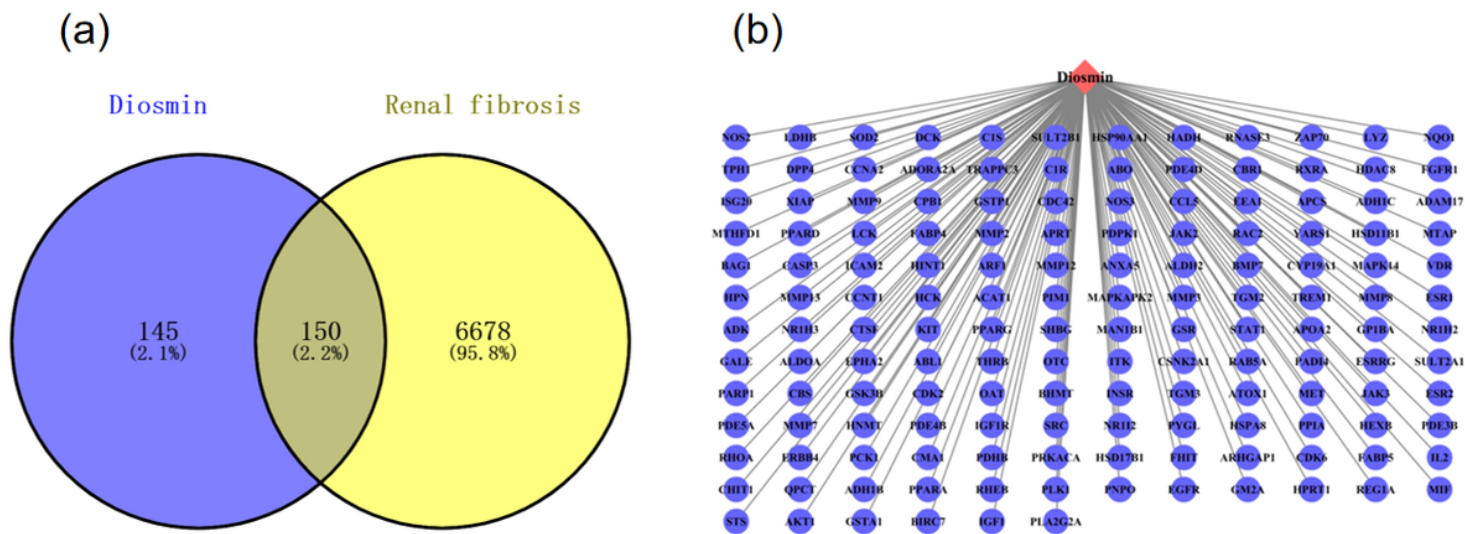 (a)
Diosmin
Renal fibrosis
145
(2.1%)
150
(2.2%)
6678
(95.8%)
(b)
Diosmin
NOS2 LDHB SOD2 DCK C1S SULT2B1 HSP90AA1 HADH RNASE3 ZAP70 LYZ NQO1
TPH1 DPP4 CCNA2 ADORA2A TRAPPC3 C1R ABO PDE4D CBR1 RXRA HDAC8 FGFR1
ISG20 XIAP MMP9 CPB1 GSTP1 CDC42 NOS3 CCL5 EEA1 APCS ADH1C ADAM17
MTHFD1 PPARD LCK FABP4 MMP2 APRT PDPK1 JAK2 RAC2 YARS1 HSD11B1 MTAP
BAG1 CASP3 ICAM2 HINT1 ARF1 MMP12 ANXA5 ALDH2 BMP7 CYP19A1 MAPK14 VDR
HPN MMP13 CCNT1 HCK ACAT1 PIM1 MAPKAPK2 MMP3 TGM2 TREM1 MMP8 ESR1
ADK NR1H3 CTSF KIT PPARG SHBG MAN1B1 GSR STAT1 APOA2 GP1BA NR1H2
GALE ALDOA EPHA2 ABL1 THRB OTC ITK CSNK2A1 RAB5A PADI4 ESRRG SULT2A1
PARP1 CBS GSK3B CDK2 OAT BHMT INSR TGM3 ATOX1 MET JAK3 ESR2
PDE5A MMP7 HNMT PDE4B IGF1R SRC NR1I2 PYGL HSPA8 PPIA HEXB PDE3B
RHOA ERBB4 PCK1 CMA1 PDHB PRKACA HSD17B1 FHIT ARHGAP1 CDK6 FABP5 IL2
CHIT1 QPCT ADH1B PPARA RHEB PLK1 PNPO EGFR GM2A HPRT1 REG1A MIF
STS AKT1 GSTA1 BIRC7 IGF1 PLA2G2A